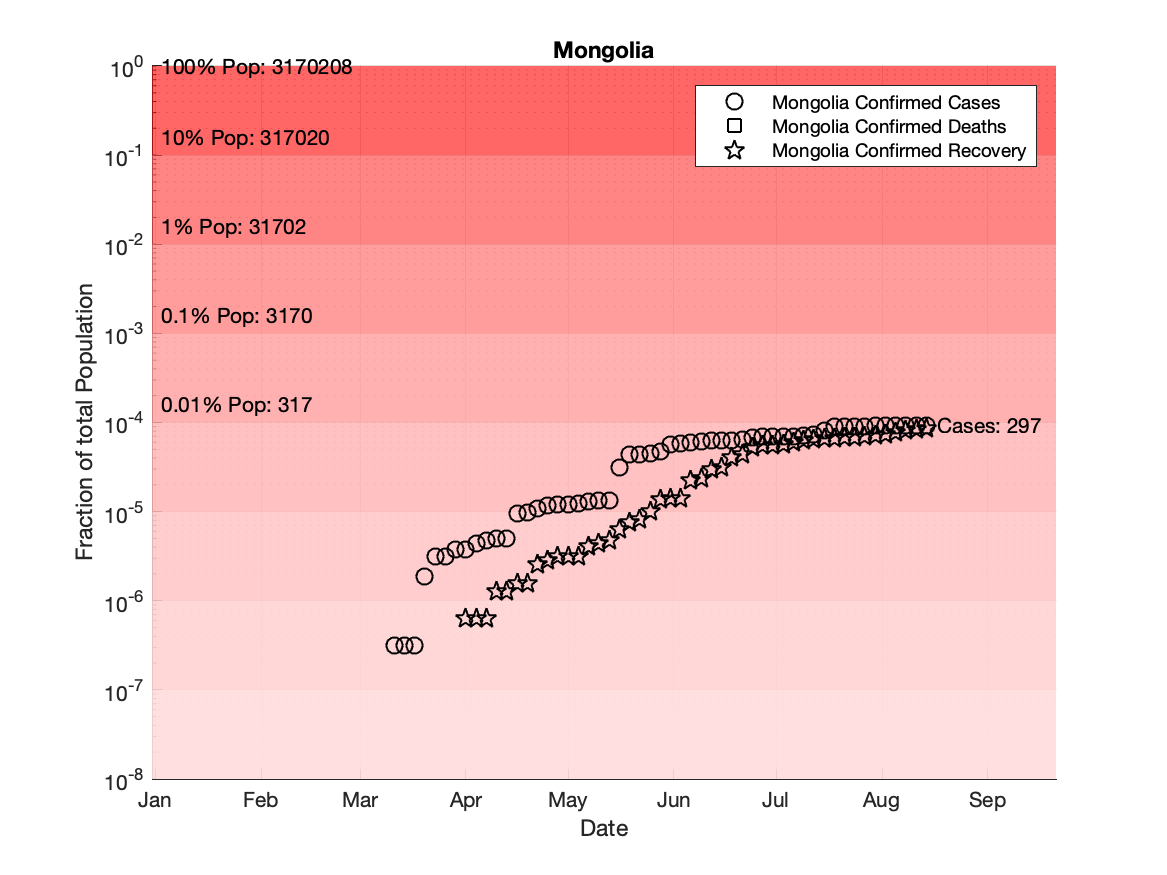 Mongolia
10^0
10^-1
10^-2
10^-3
10^-4
10^-5
10^-6
10^-7
10^-8
Fraction of total Population
100% Pop: 3170208
10% Pop: 317020
1% Pop: 31702
0.1% Pop: 3170
0.01% Pop: 317
Mongolia Confirmed Cases
Mongolia Confirmed Deaths
Mongolia Confirmed Recovery
Cases: 297
Jan Feb Mar Apr May Jun Jul Aug Sep
Date